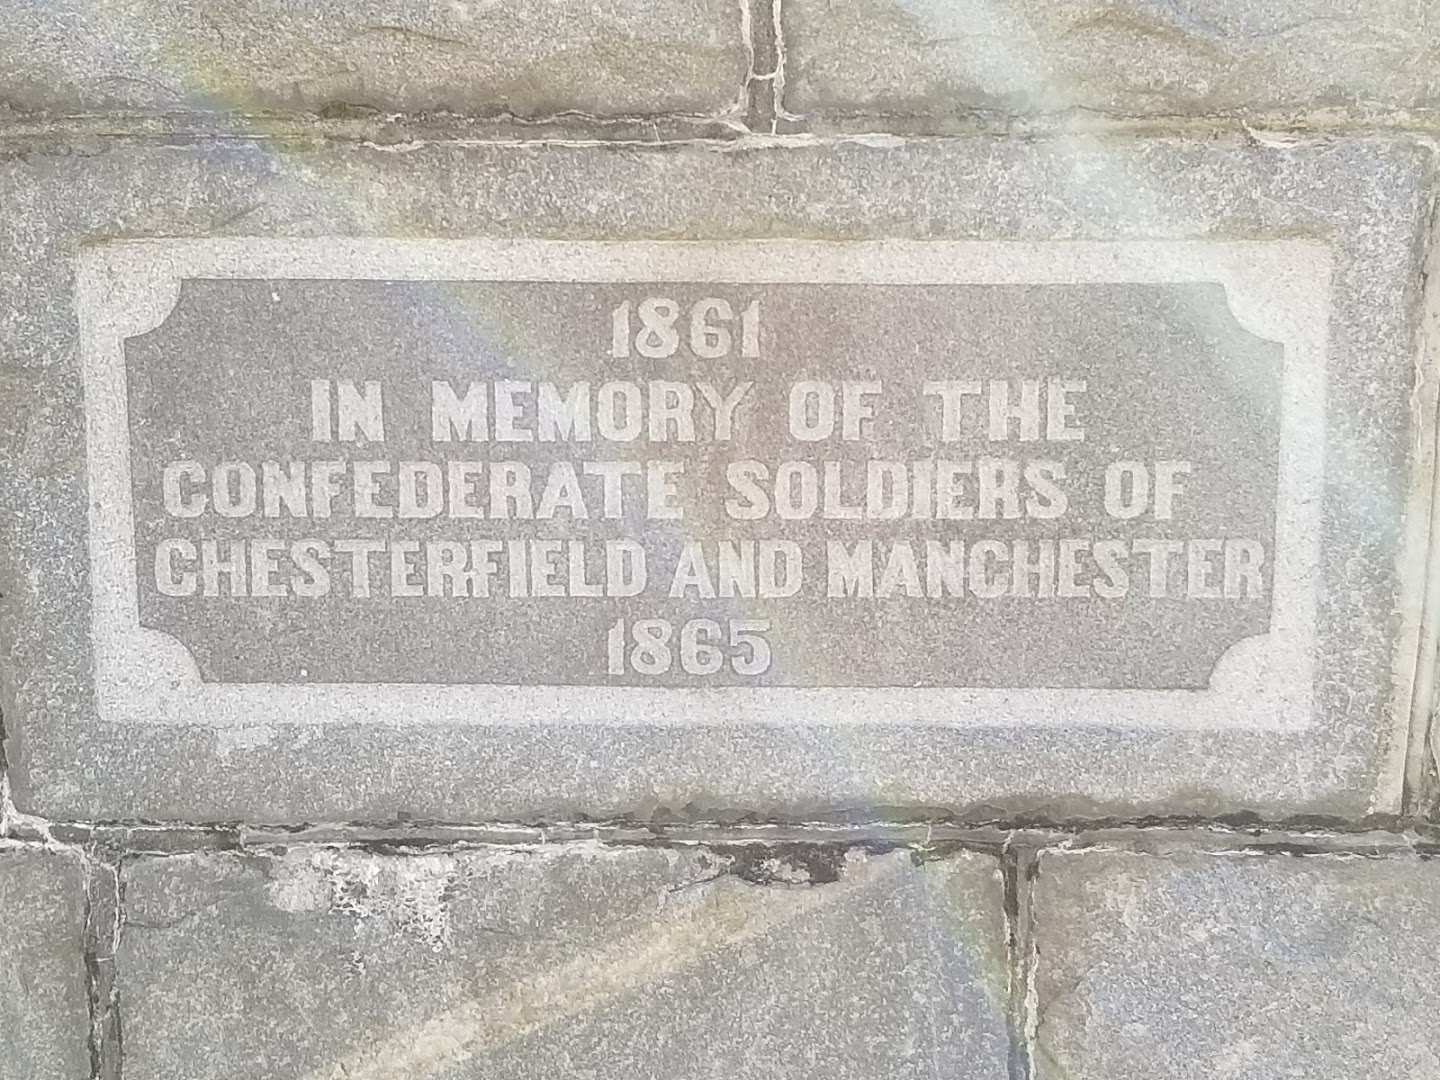 1861
IN MEMORY OF THE
CONFEDERATE SOLDIERS OF
CHESTERFIELD AND MANCHESTER
1865